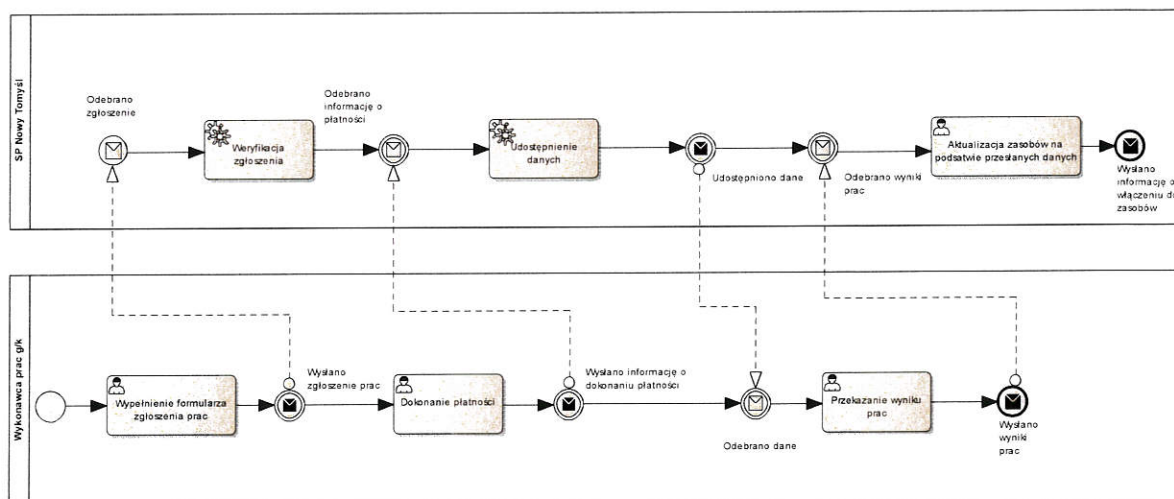 SP Nowy Tomyśl
Odebrano
zgłoszenie
Weryfikacja
zgłoszenia
Odebrano
informację o
płatności
Udostępnienie
danych
Udostępniono dane
Odebrano wyniki
prac
Aktualizacja zasobów na
podsatwie przesłanych danych
Wysłano
informację o
włączeniu do
zasobów
Wykonawca prac g/k
Wypełnienie formularza
zgłoszenia prac
Wysłano
zgłoszenie prac
Dokonanie płatności
Wysłano informację o
dokonaniu płatności
Odebrano dane
Przekazanie wyniku
prac
Wysłano
wyniki
prac